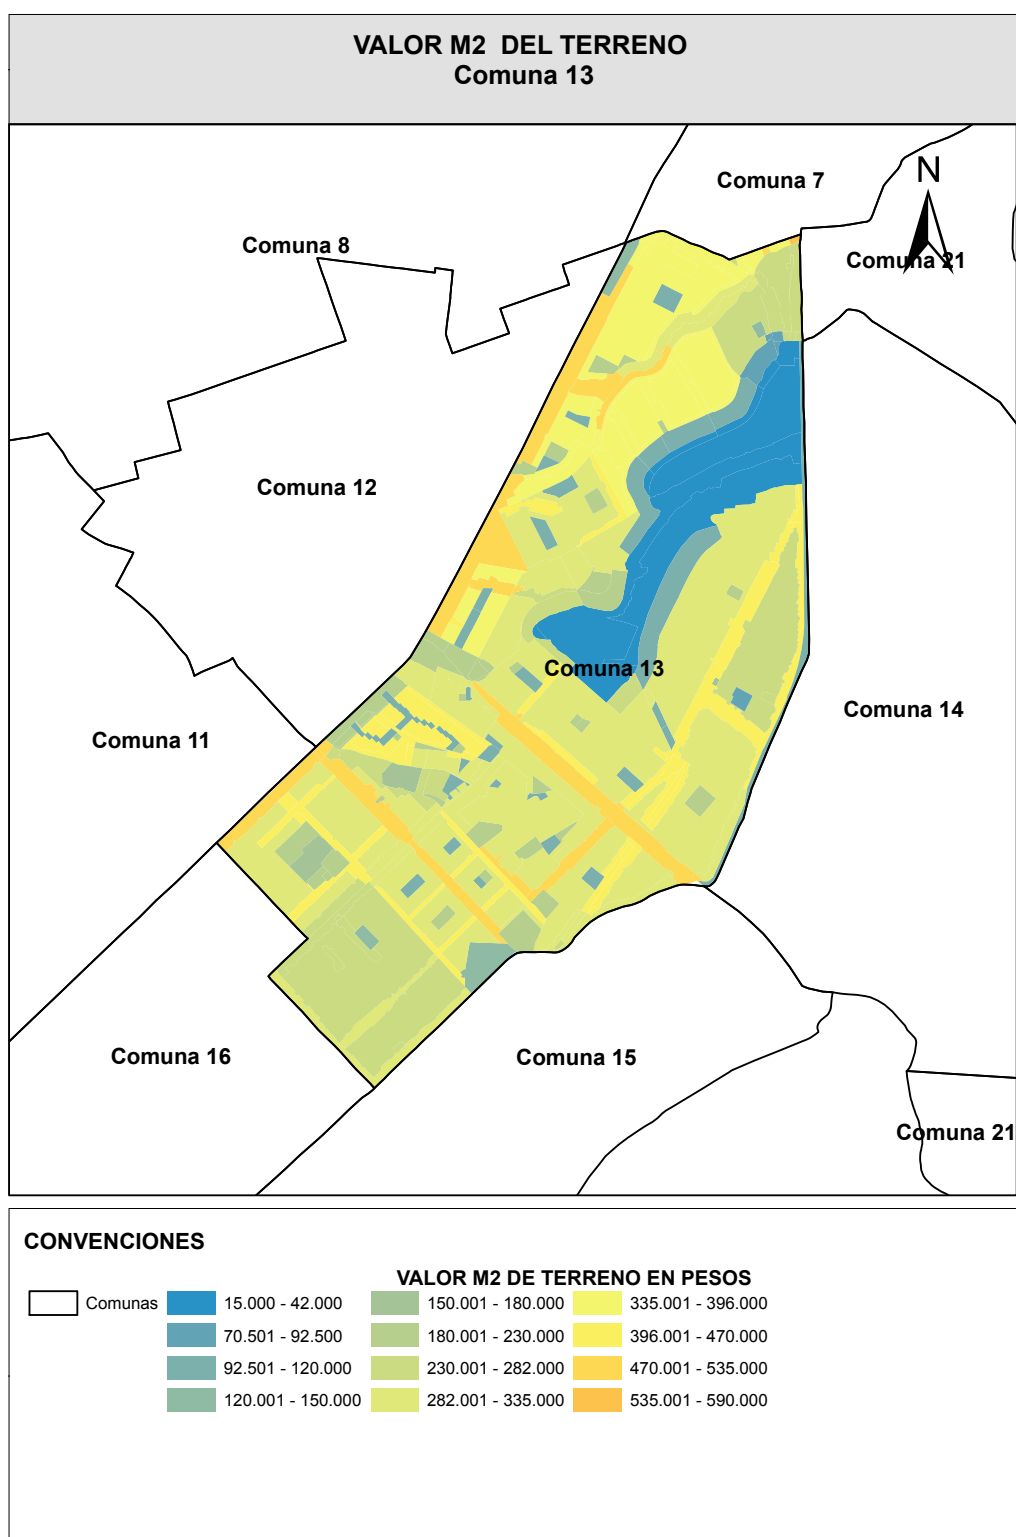 VALOR M2 DEL TERRENO
Comuna 13
Comuna 7
N
Comuna 8
Comuna 21
Comuna 12
Comuna 13
Comuna 14
Comuna 11
Comuna 16
Comuna 15
Comuna 21
CONVENCIONES
VALOR M2 DE TERRENO EN PESOS
Comunas
15.000 - 42.000
70.501 - 92.500
92.501 - 120.000
120.001 - 150.000
150.001 - 180.000
180.001 - 230.000
230.001 - 282.000
282.001 - 335.000
335.001 - 396.000
396.001 - 470.000
470.001 - 535.000
535.001 - 590.000